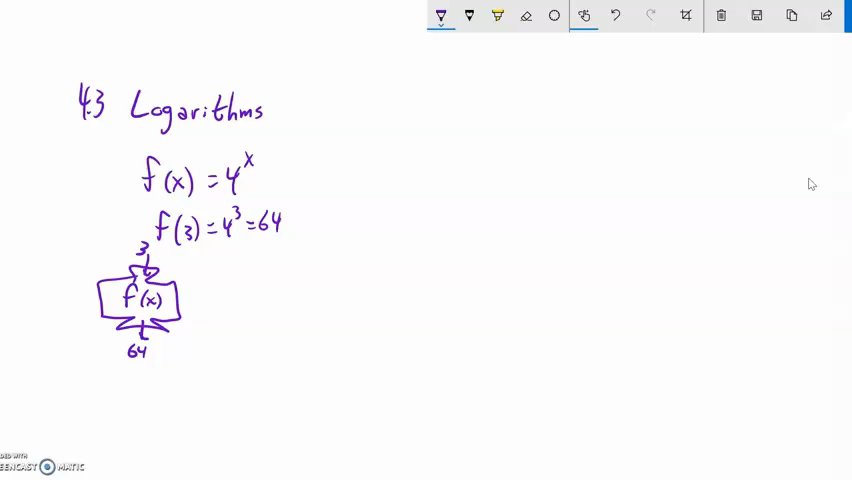 4.3 Logarithms
f(x) = 4^x
f(3) = 4^3 = 64
3
f(x)
64